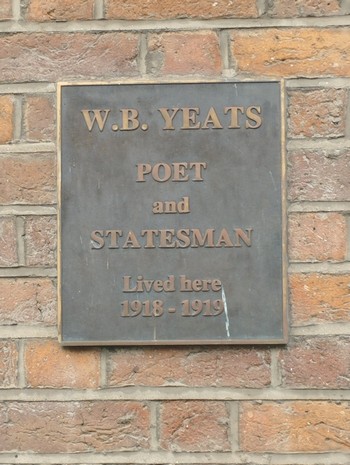 W.B. YEATS
POET
and
STATESMAN
Lived here
1918 - 1919